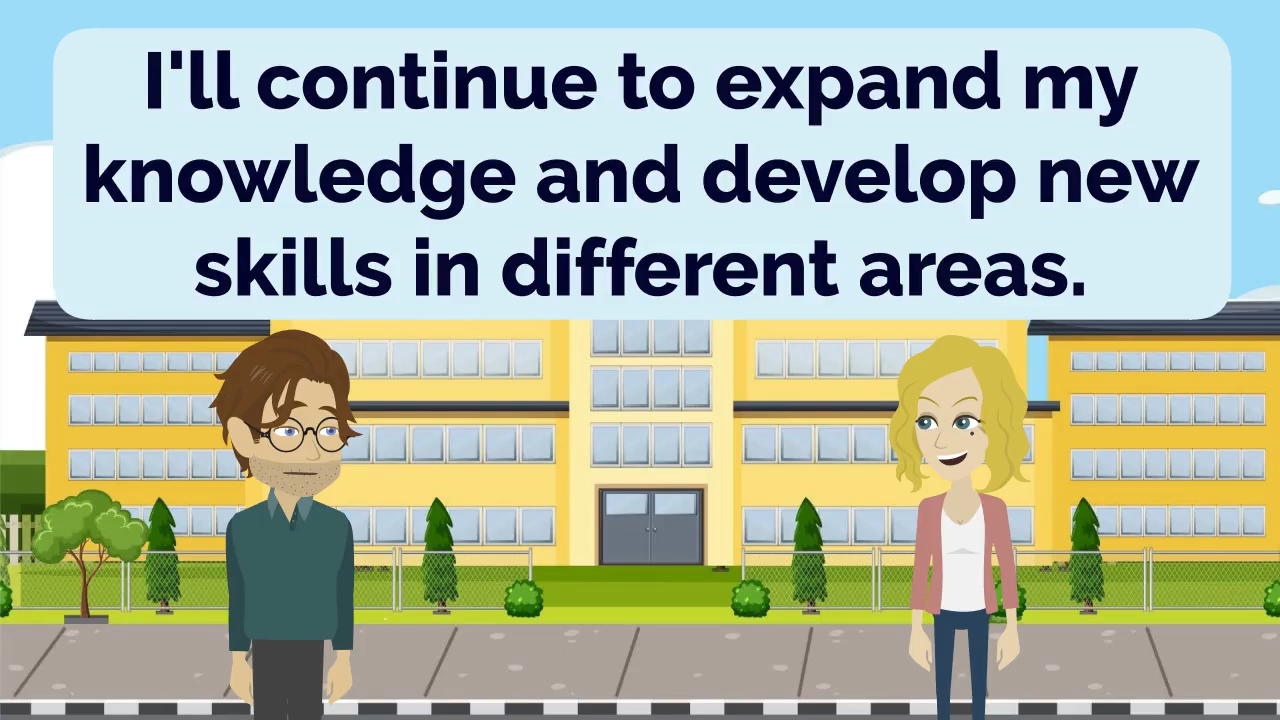 I'll continue to expand my
knowledge and develop new
skills in different areas.